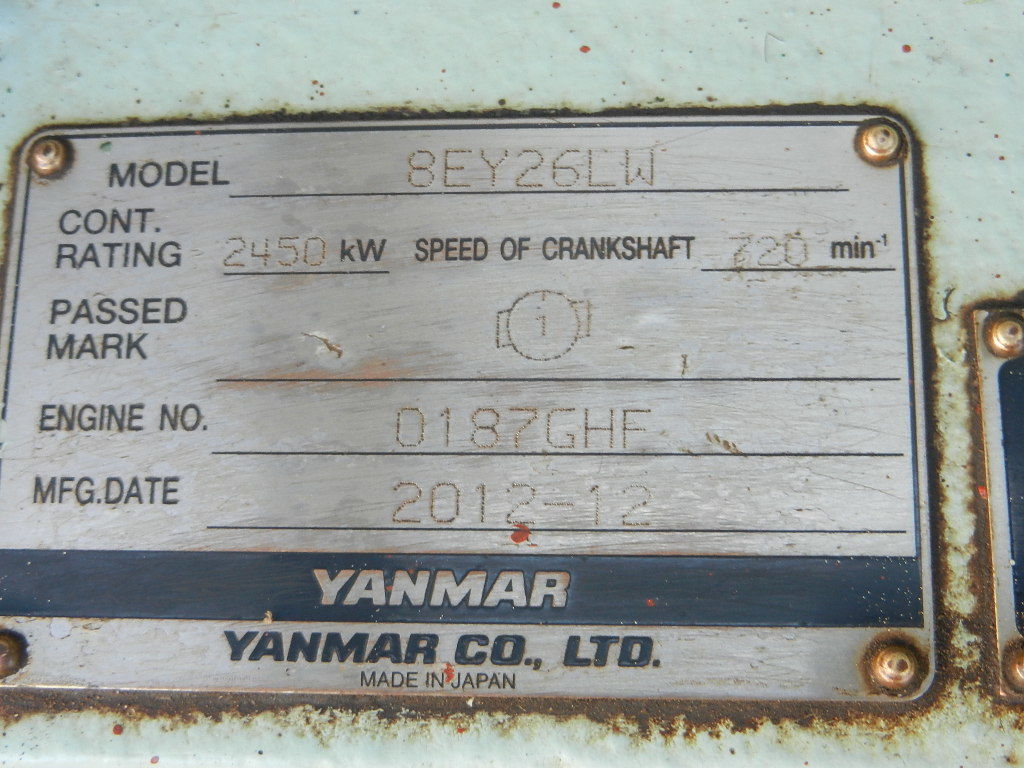 MODEL 8EY26LW
CONT. RATING 2450 kW SPEED OF CRANKSHAFT 720 min⁻¹
PASSED MARK 1
ENGINE NO. 0187GHF
MFG.DATE 2012-12
YANMAR
YANMAR CO., LTD.
MADE IN JAPAN